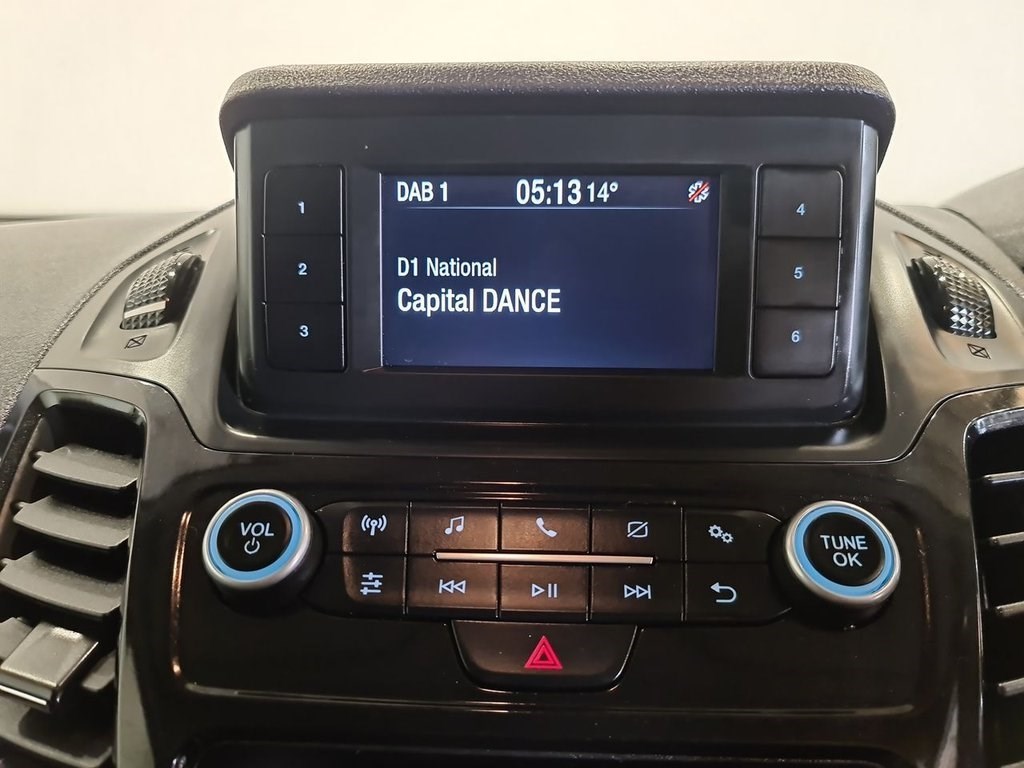 DAB 1 05:13 14°
D1 National
Capital DANCE
1
2
3
4
5
6
VOL
TUNE
OK